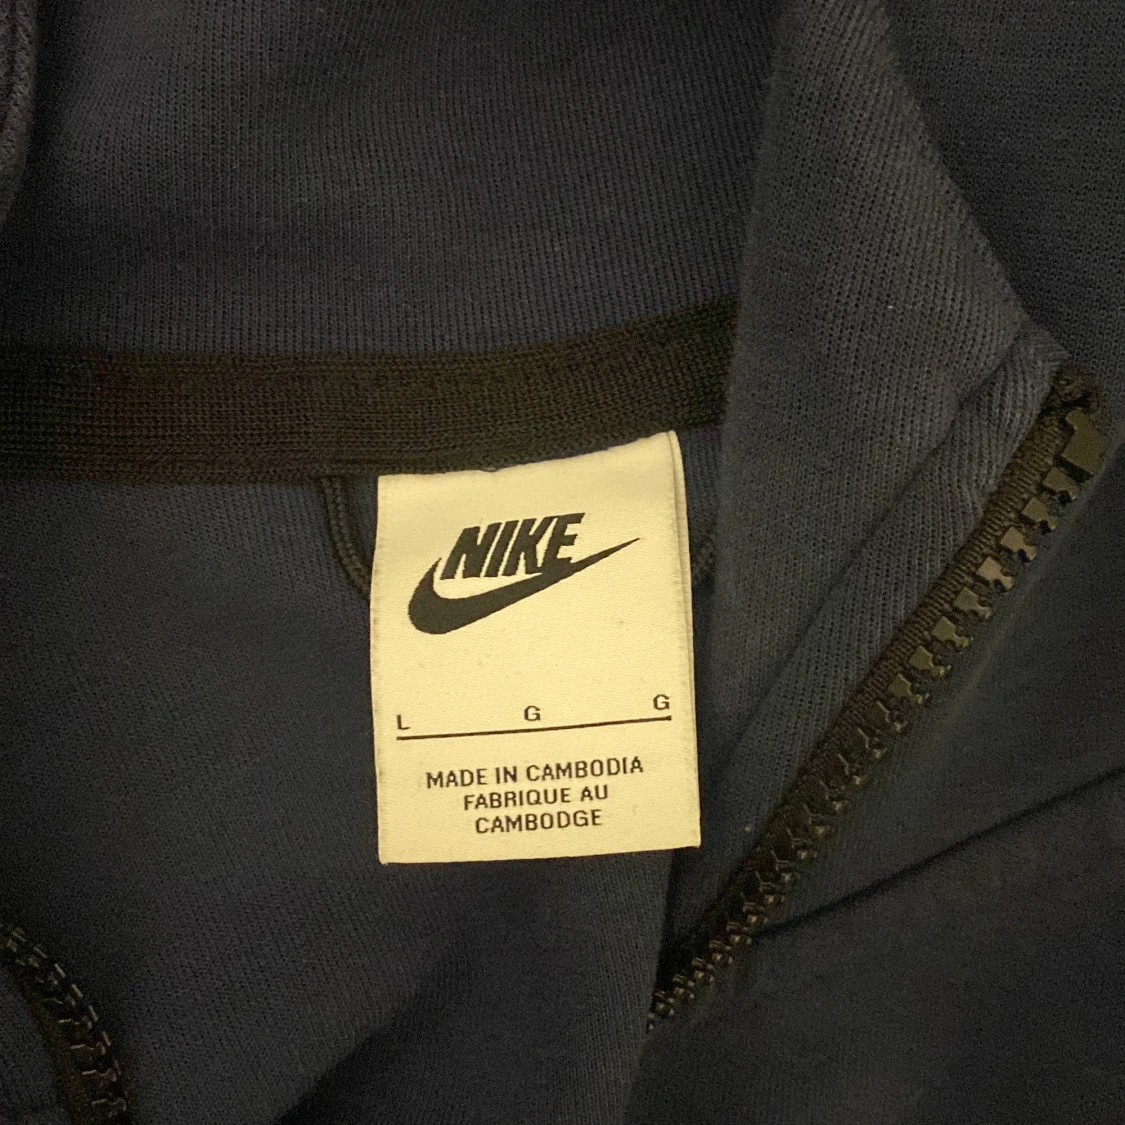 NIKE
L G G
MADE IN CAMBODIA
FABRIQUE AU
CAMBODGE